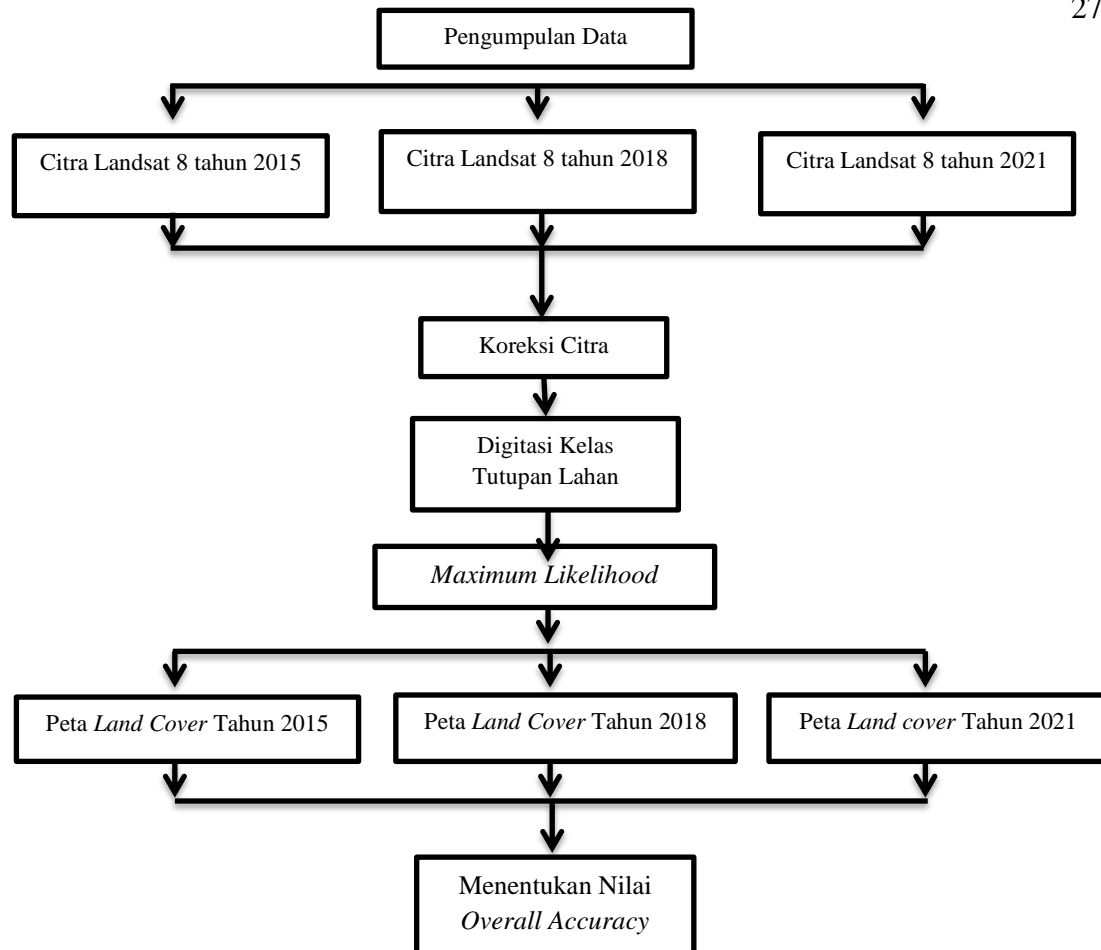 27
Pengumpulan Data
Citra Landsat 8 tahun 2015
Citra Landsat 8 tahun 2018
Citra Landsat 8 tahun 2021
Koreksi Citra
Digitasi Kelas
Tutupan Lahan
Maximum Likelihood
Peta Land Cover Tahun 2015
Peta Land Cover Tahun 2018
Peta Land cover Tahun 2021
Menentukan Nilai
Overall Accuracy